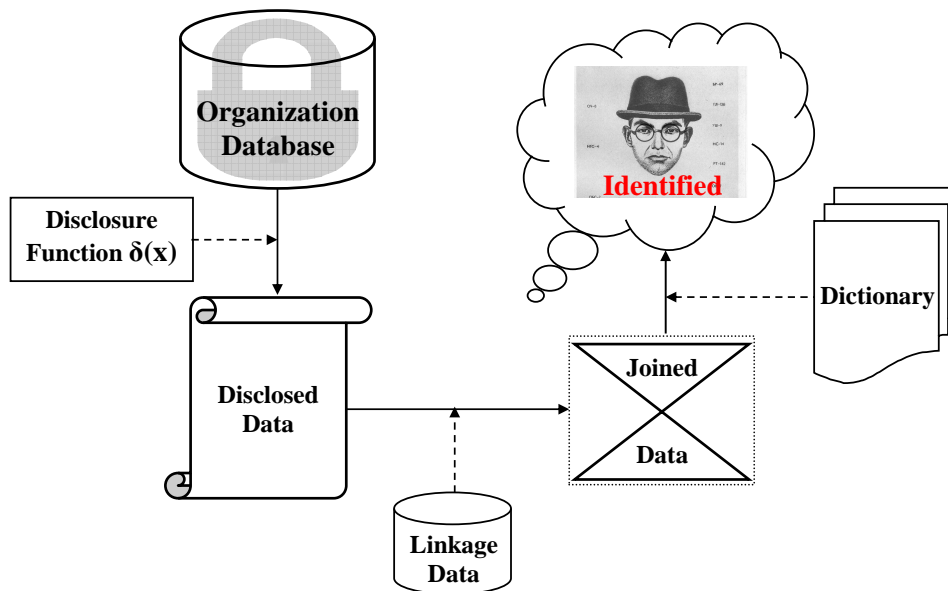 Organization
Database
Identified
Disclosure
Function δ(x)
Dictionary
Disclosed
Data
Joined
Data
Linkage
Data